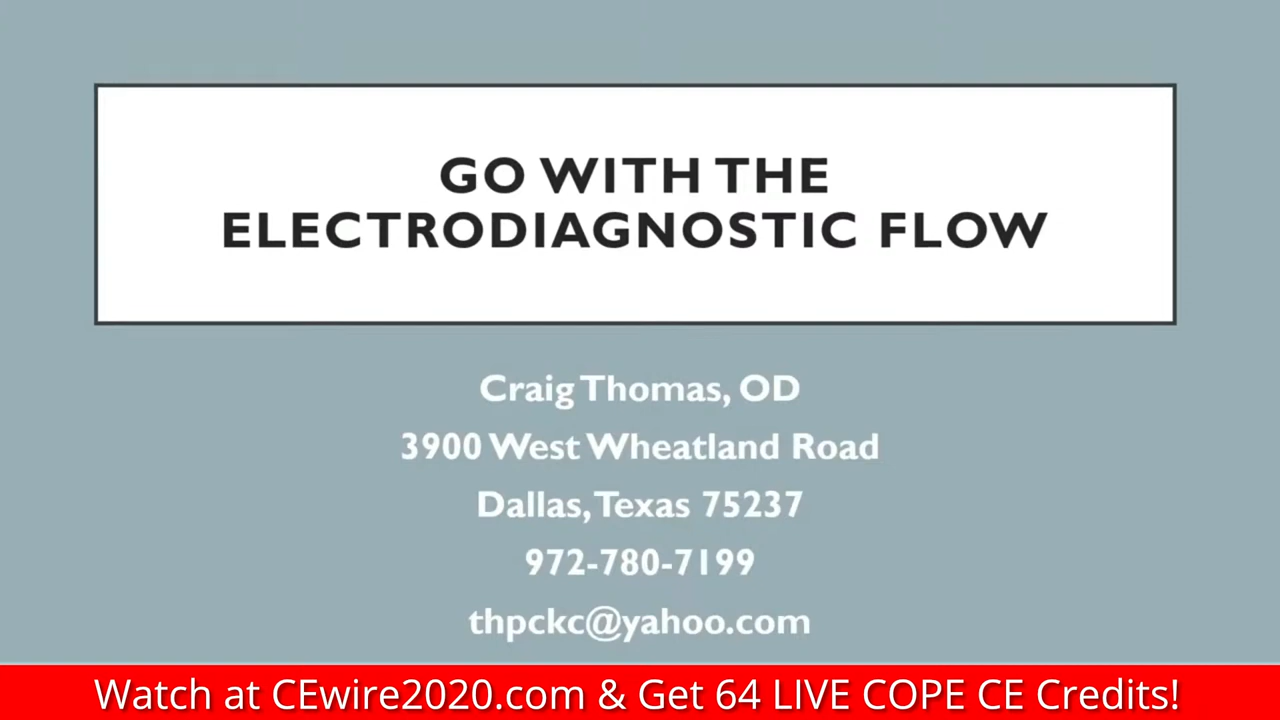 GO WITH THE
ELECTRODIAGNOSTIC FLOW
Craig Thomas, OD
3900 West Wheatland Road
Dallas, Texas 75237
972-780-7199
thpckc@yahoo.com
Watch at CEwire2020.com & Get 64 LIVE COPE CE Credits!